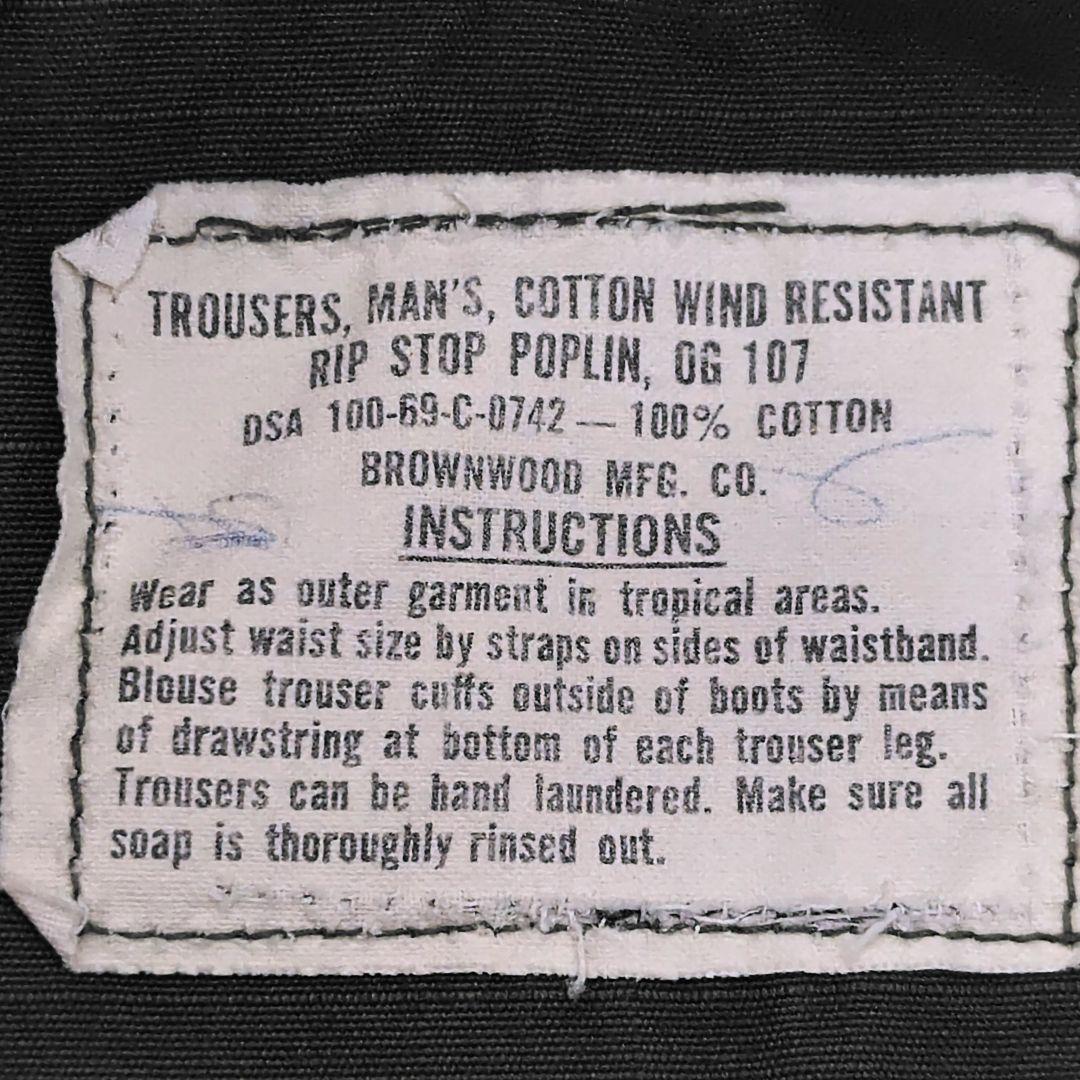 TROUSERS, MAN'S, COTTON WIND RESISTANT
RIP STOP POPLIN, OG 107
DSA 100-69-C-0742 — 100% COTTON
BROWNWOOD MFG. CO.
INSTRUCTIONS
Wear as outer garment in tropical areas.
Adjust waist size by straps on sides of waistband.
Blouse trouser cuffs outside of boots by means
of drawstring at bottom of each trouser leg.
Trousers can be hand laundered. Make sure all
soap is thoroughly rinsed out.